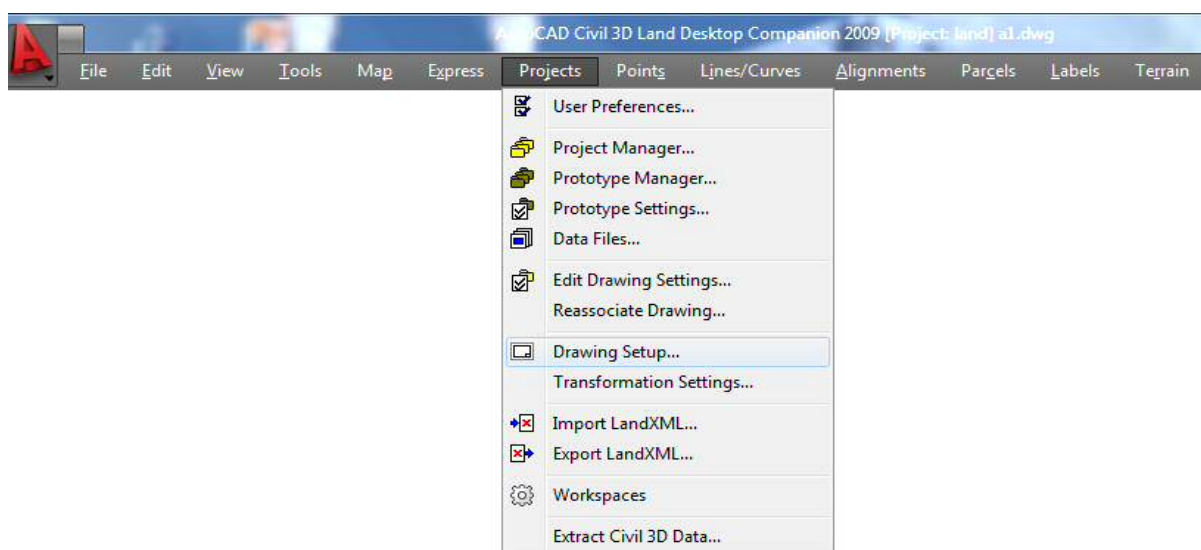 AutoCAD Civil 3D Land Desktop Companion 2009 [Project: land] a1.dwg
File Edit View Tools Map Express Projects Points Lines/Curves Alignments Parcels Labels Terrain
User Preferences...
Project Manager...
Prototype Manager...
Prototype Settings...
Data Files...
Edit Drawing Settings...
Reassociate Drawing...
Drawing Setup...
Transformation Settings...
Import LandXML...
Export LandXML...
Workspaces
Extract Civil 3D Data...